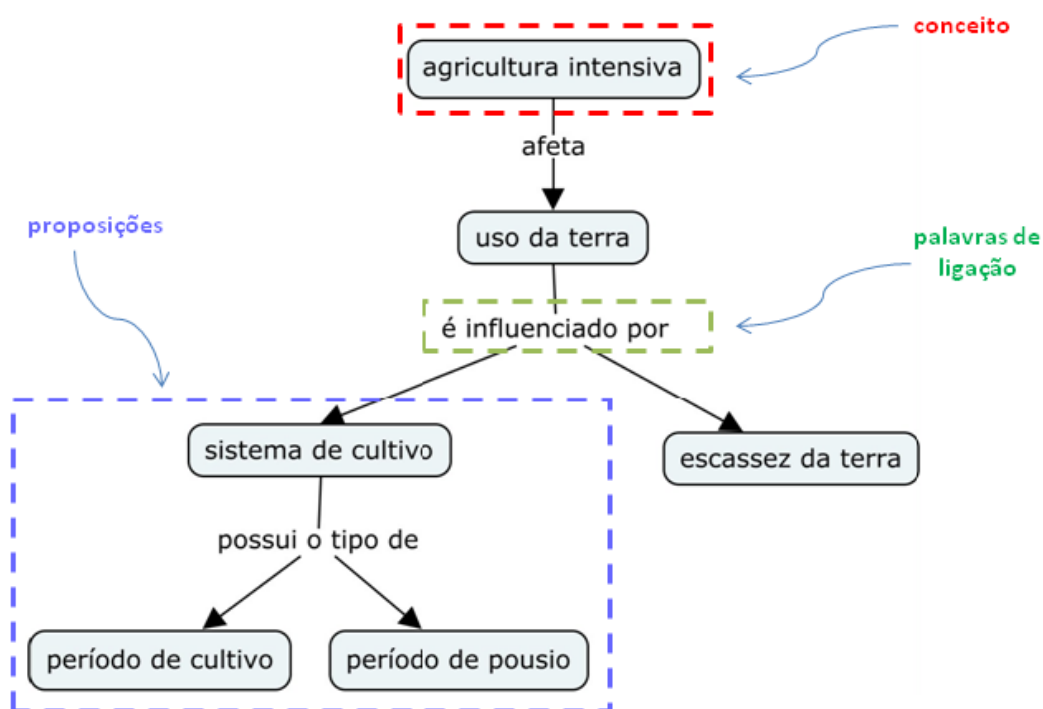 conceito
agricultura intensiva
afeta
proposições
uso da terra
palavras de
ligação
é influenciado por
sistema de cultivo
escassez da terra
possui o tipo de
período de cultivo
período de pousio